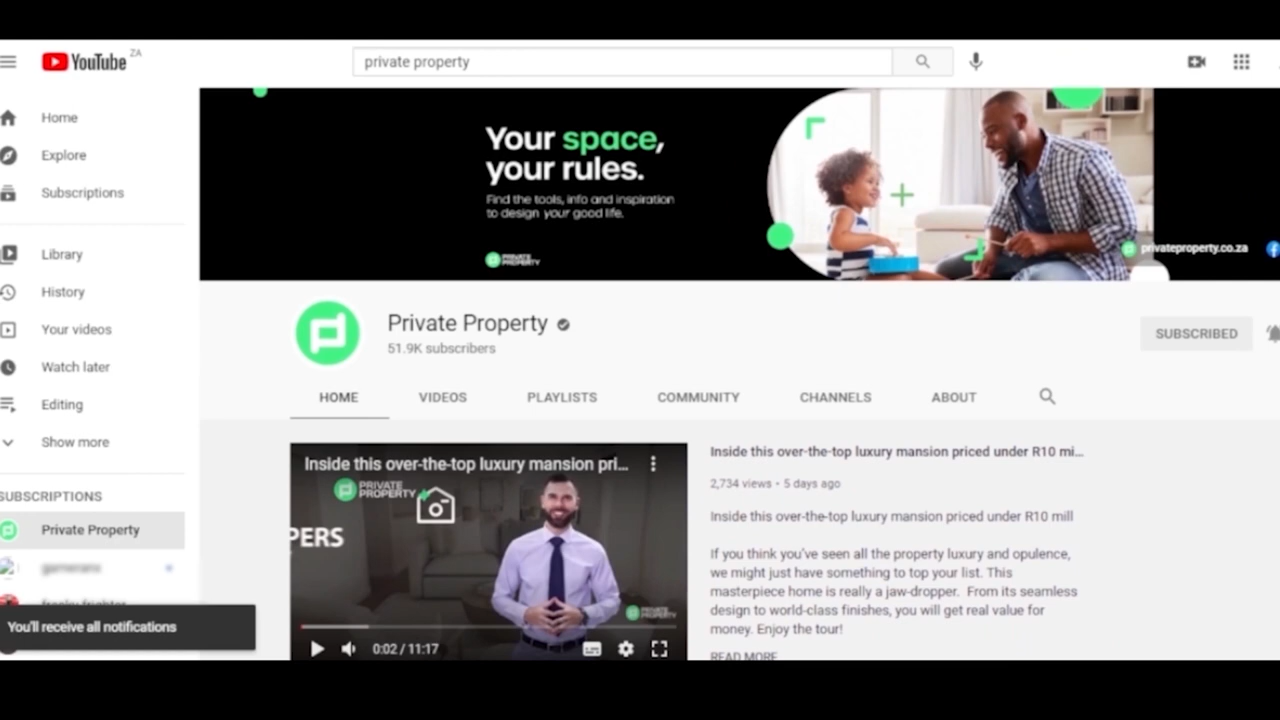 YouTube ZA
private property
Home
Explore
Subscriptions
Library
History
Your videos
Watch later
Editing
Show more
SUBSCRIPTIONS
Private Property
You'll receive all notifications
Your space,
your rules.
Find the tools, info and inspiration
to design your good life.
PRIVATE
PROPERTY
privateproperty.co.za
Private Property
51.9K subscribers
SUBSCRIBED
HOME VIDEOS PLAYLISTS COMMUNITY CHANNELS ABOUT
Inside this over-the-top luxury mansion pri...
PRIVATE
PROPERTY
PERS
PRIVATE
PROPERTY
0:02 / 11:17
Inside this over-the-top luxury mansion priced under R10 mi...
2,734 views • 5 days ago
Inside this over-the-top luxury mansion priced under R10 mill
If you think you've seen all the property luxury and opulence,
we might just have something to top your list. This
masterpiece home is really a jaw-dropper. From its seamless
design to world-class finishes, you will get real value for
money. Enjoy the tour!
READ MORE